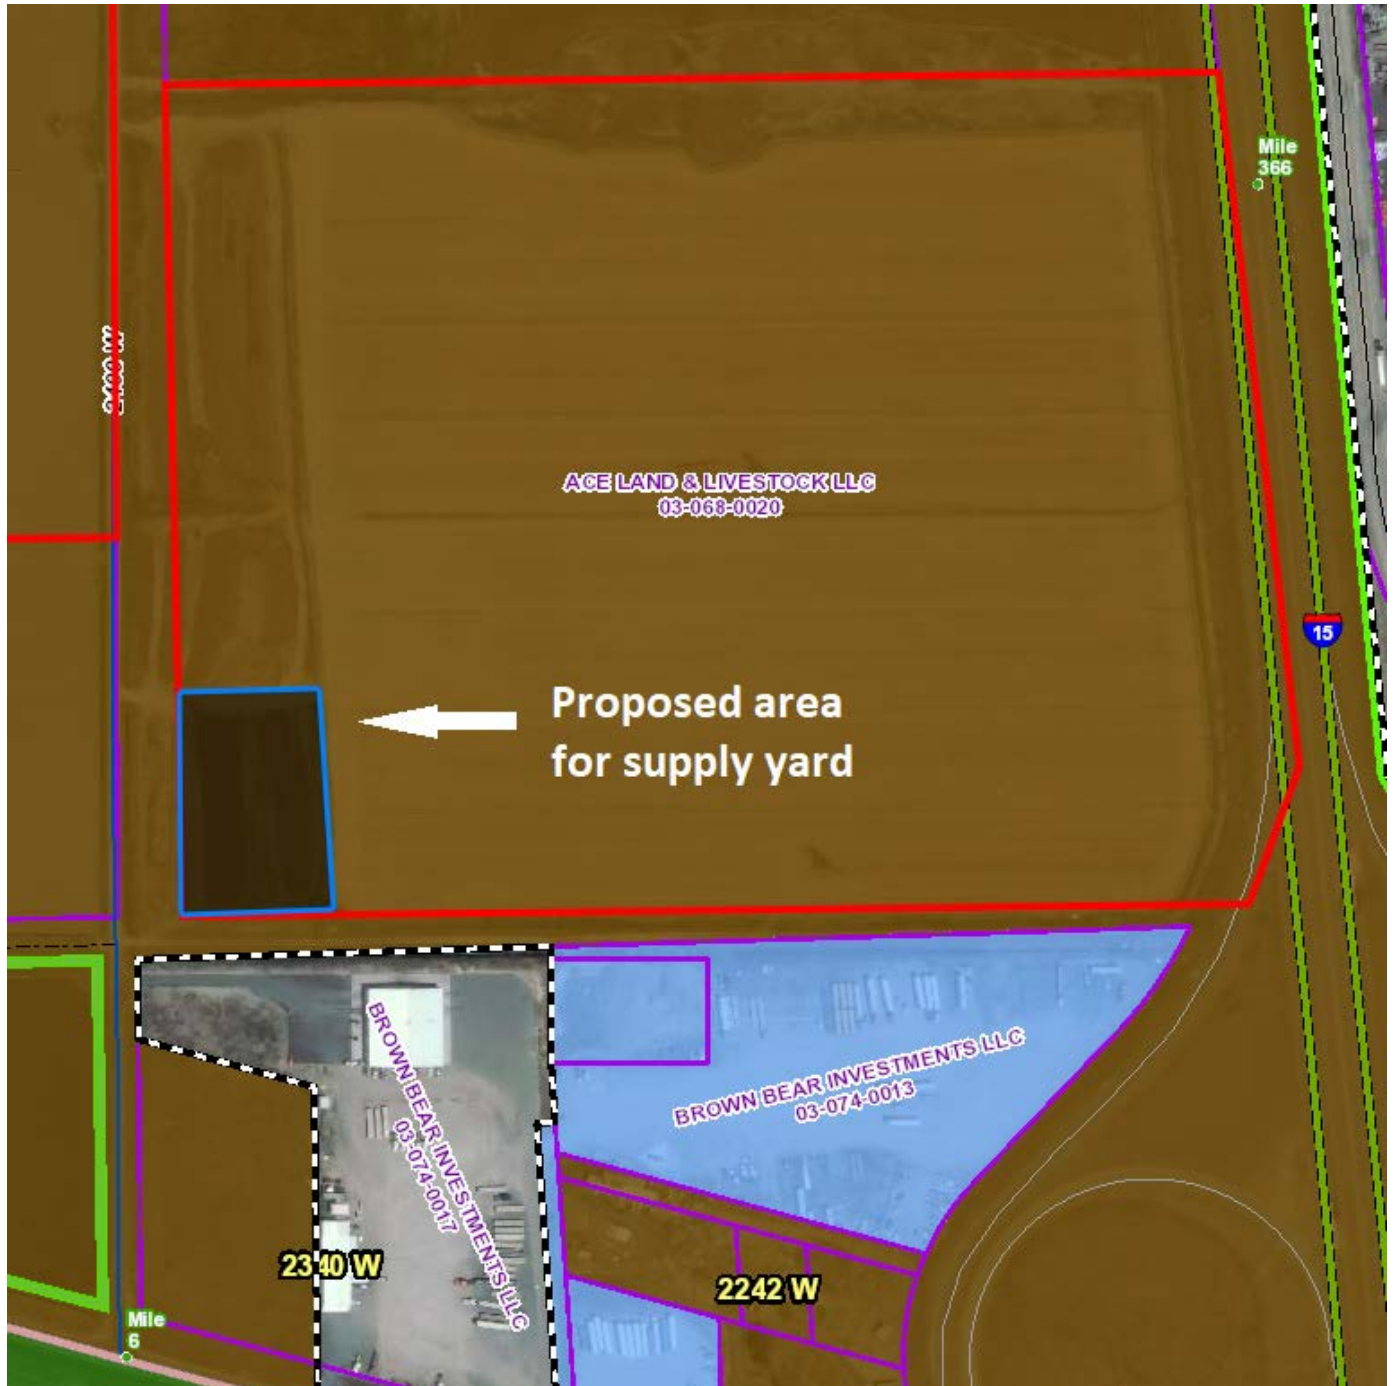 Mile
366
ACE LAND & LIVESTOCK LLC
03-068-0020
15
Proposed area
for supply yard
BROWN BEAR INVESTMENTS LLC
03-074-0017
BROWN BEAR INVESTMENTS LLC
03-074-0013
2340 W
2242 W
Mile
6